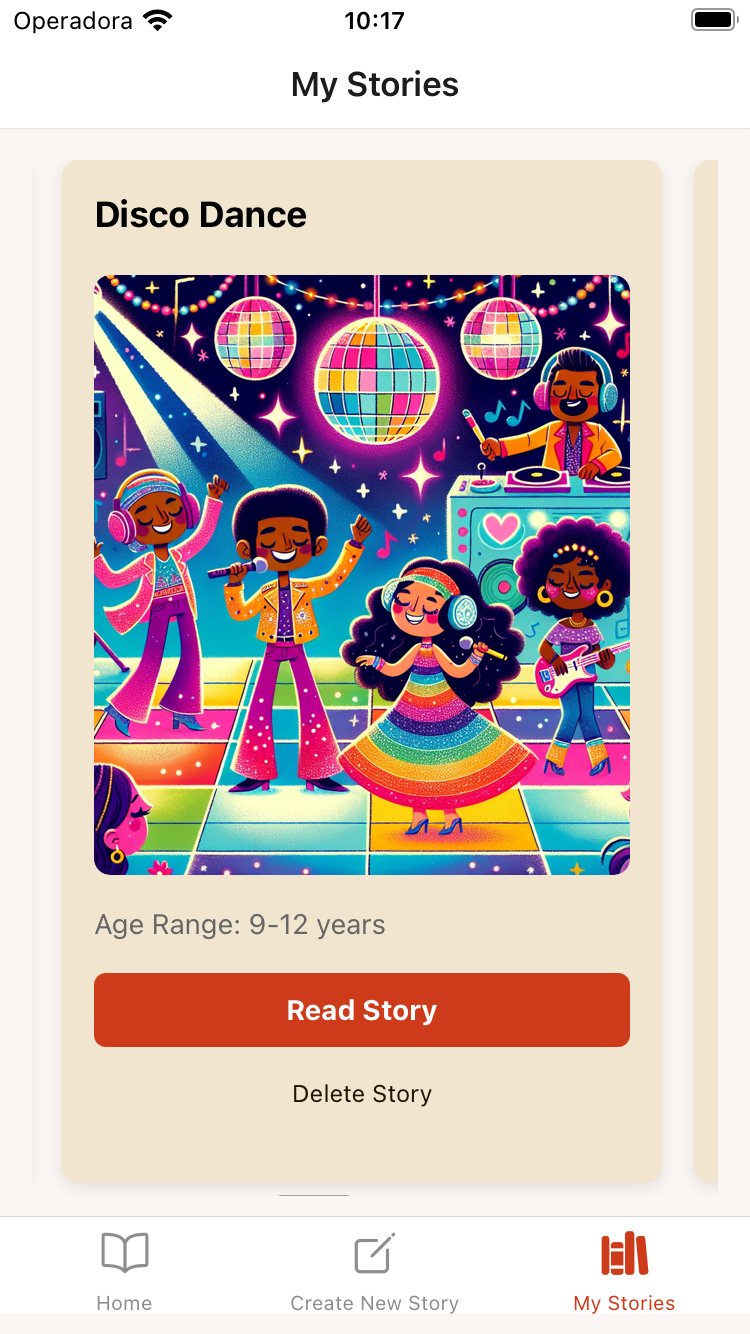 Operadora 10:17
My Stories
Disco Dance
Age Range: 9-12 years
Read Story
Delete Story
Home Create New Story My Stories